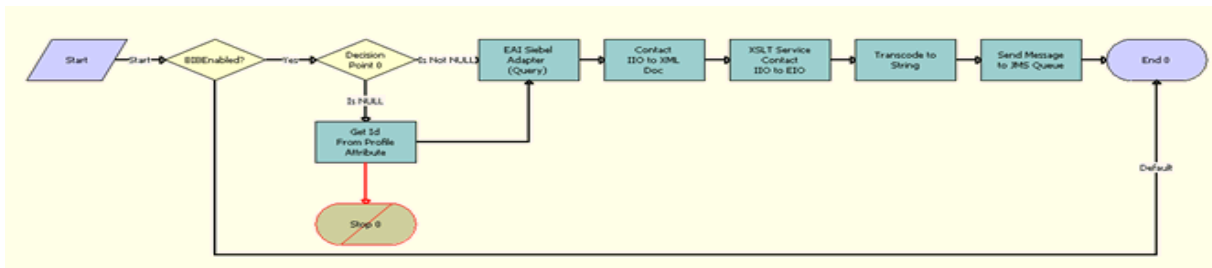 Start
Start
BIBEnabled?
Yes
Decision
Point 0
Is Not NULL
EAI Siebel
Adapter
(Query)
Contact
IIO to XML
Doc
XSLT Service
Contact
IIO to EIO
Transcode to
String
Send Message
to JMS Queue
End 0
Is NULL
Get Id
From Profile
Attribute
Default
Stop 0